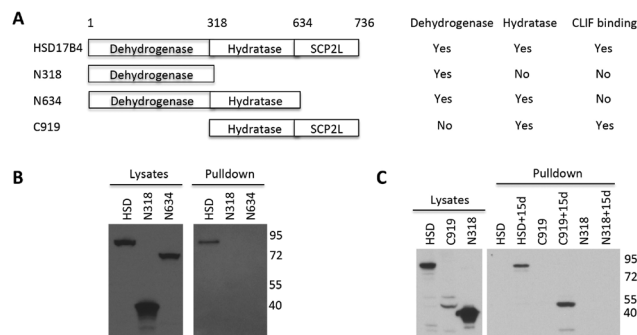 A
1 318 634 736
Dehydrogenase Hydratase CLIF binding
HSD17B4 Dehydrogenase Hydratase SCP2L Yes Yes Yes
N318 Dehydrogenase Yes No No
N634 Dehydrogenase Hydratase Yes Yes No
C919 Hydratase SCP2L No Yes Yes
B
Lysates Pulldown
HSD N318 N634 HSD N318 N634
95
72
55
40
C
Pulldown
Lysates
HSD C919 N318 HSD HSD+15d C919 C919+15d N318 N318+15d
95
72
55
40